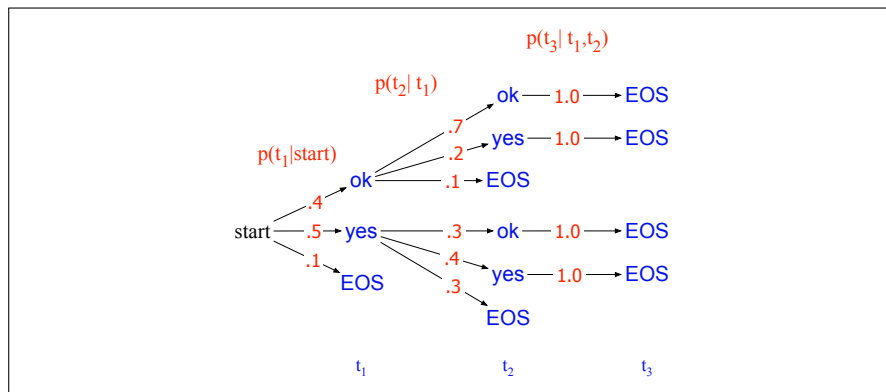 p(t₃| t₁,t₂)
p(t₂| t₁)
ok 1.0 EOS
.7
yes 1.0 EOS
.2
p(t₁|start)
ok .1 EOS
.4
start .5 yes .3 ok 1.0 EOS
.1 .4
EOS yes 1.0 EOS
.3
EOS
t₁ t₂ t₃